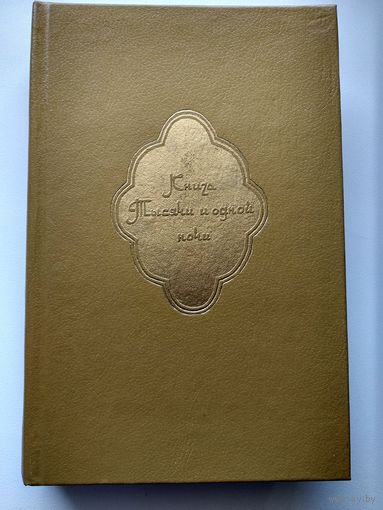 Книга
Тысячи и одной
ночи